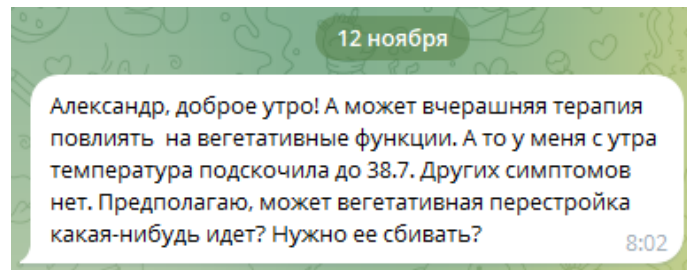 12 ноября
Александр, доброе утро! А может вчерашняя терапия
повлиять  на вегетативные функции. А то у меня с утра
температура подскочила до 38.7. Других симптомов
нет. Предполагаю, может вегетативная перестройка
какая-нибудь идет? Нужно ее сбивать?
8:02